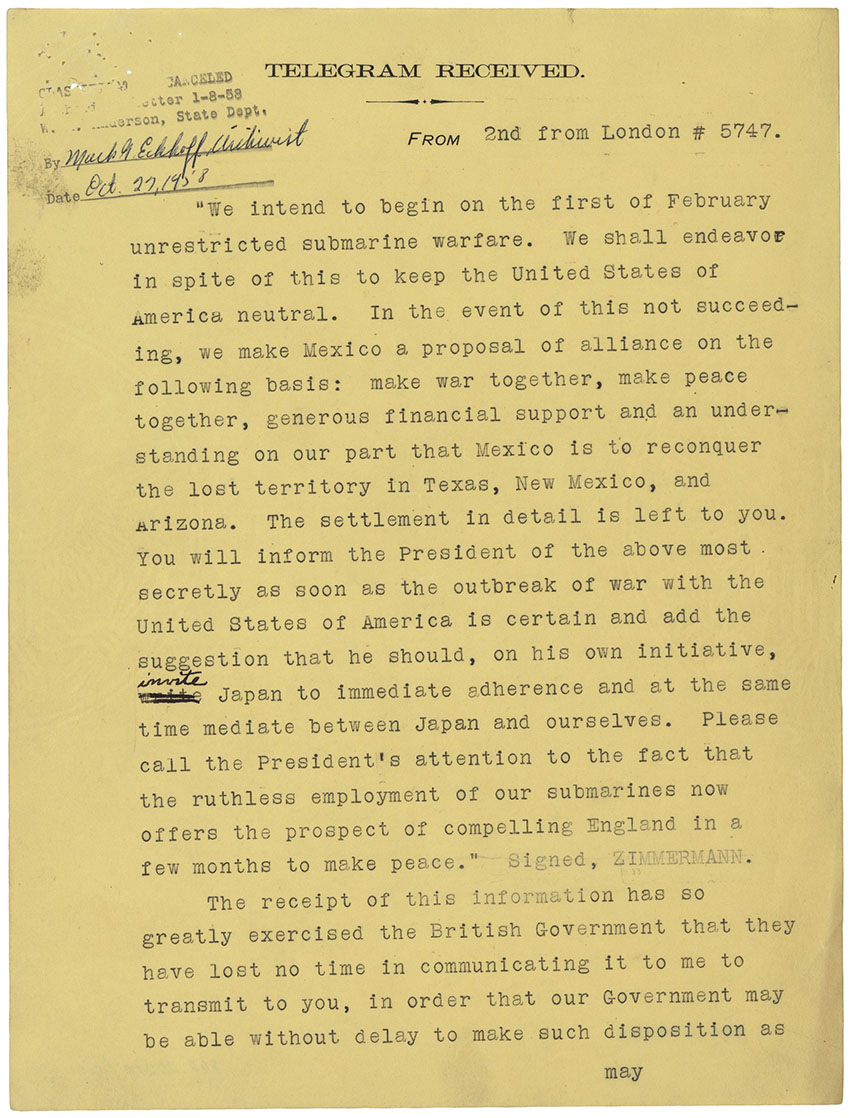 TELEGRAM RECEIVED.
CANCELED
letter 1-8-58
State Dept.
By Mark G Eckhoff, Archivist
Date Oct. 27, 1958
FROM 2nd from London # 5747.
"We intend to begin on the first of February
unrestricted submarine warfare. We shall endeavor
in spite of this to keep the United States of
America neutral. In the event of this not succeed-
ing, we make Mexico a proposal of alliance on the
following basis: make war together, make peace
together, generous financial support and an under-
standing on our part that Mexico is to reconquer
the lost territory in Texas, New Mexico, and
Arizona. The settlement in detail is left to you.
You will inform the President of the above most
secretly as soon as the outbreak of war with the
United States of America is certain and add the
suggestion that he should, on his own initiative,
invite
Japan to immediate adherence and at the same
time mediate between Japan and ourselves. Please
call the President's attention to the fact that
the ruthless employment of our submarines now
offers the prospect of compelling England in a
few months to make peace." Signed, ZIMMERMANN.
The receipt of this information has so
greatly exercised the British Government that they
have lost no time in communicating it to me to
transmit to you, in order that our Government may
be able without delay to make such disposition as
may